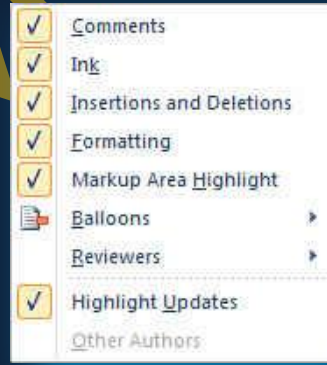 Comments
Ink
Insertions and Deletions
Formatting
Markup Area Highlight
Balloons
Reviewers
Highlight Updates
Other Authors